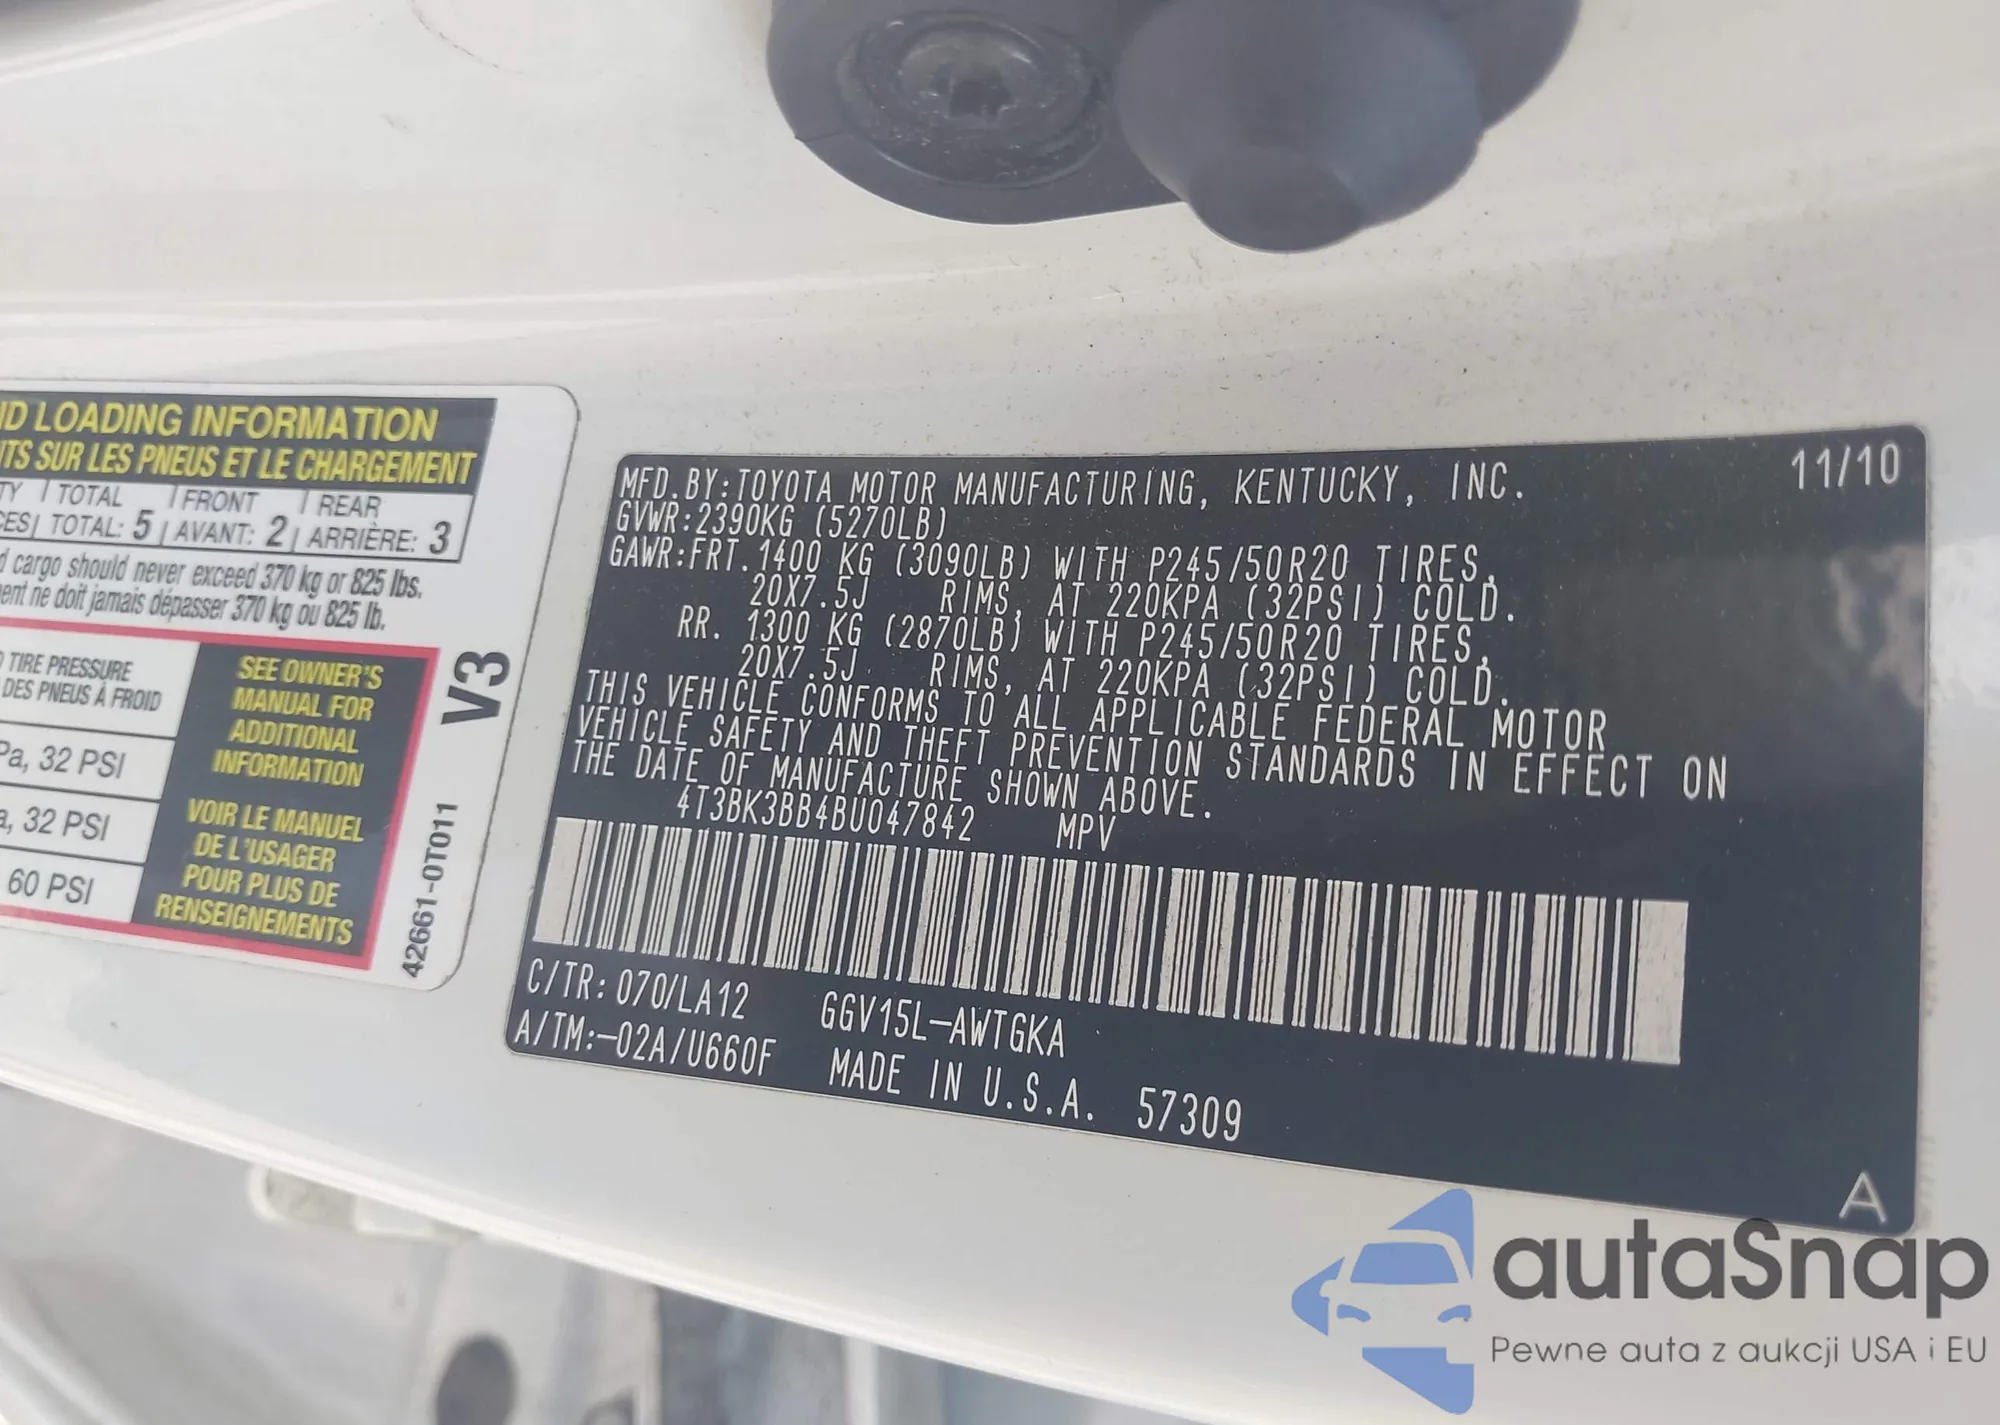 ND LOADING INFORMATION
NTS SUR LES PNEUS ET LE CHARGEMENT
TY | TOTAL | FRONT | REAR
CES | TOTAL: 5 | AVANT: 2 | ARRIÈRE: 3
d cargo should never exceed 370 kg or 825 lbs.
ent ne doit jamais dépasser 370 kg ou 825 lb.
TIRE PRESSURE
DES PNEUS À FROID
Pa, 32 PSI
a, 32 PSI
60 PSI
SEE OWNER'S
MANUAL FOR
ADDITIONAL
INFORMATION
VOIR LE MANUEL
DE L'USAGER
POUR PLUS DE
RENSEIGNEMENTS
V3
42661-0T011
MFD. BY: TOYOTA MOTOR MANUFACTURING, KENTUCKY, INC. 11/10
GVWR: 2390KG (5270LB)
GAWR: FRT. 1400 KG (3090LB) WITH P245/50R20 TIRES,
20X7.5J RIMS, AT 220KPA (32PSI) COLD.
RR. 1300 KG (2870LB) WITH P245/50R20 TIRES,
20X7.5J RIMS, AT 220KPA (32PSI) COLD.
THIS VEHICLE CONFORMS TO ALL APPLICABLE FEDERAL MOTOR
VEHICLE SAFETY AND THEFT PREVENTION STANDARDS IN EFFECT ON
THE DATE OF MANUFACTURE SHOWN ABOVE.
4T3BK3BB4BU047842 MPV
C/TR: 070/LA12 GGV15L-AWTGKA
A/TM:-02A/U660F MADE IN U.S.A. 57309
A
autaSnap
Pewne auta z aukcji USA i EU